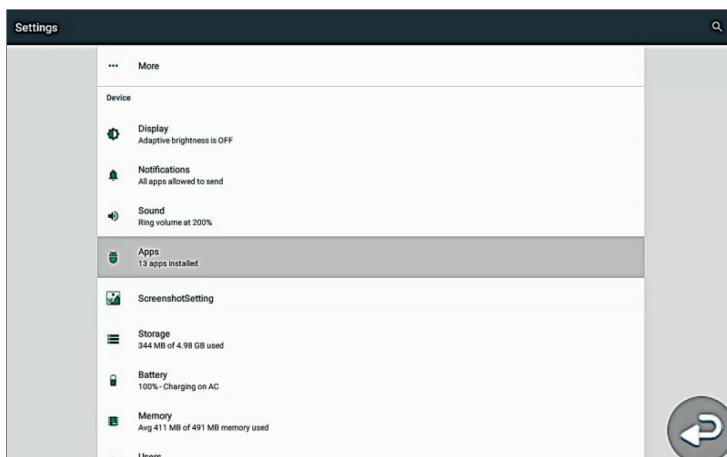 Settings
More
Device
Display
Adaptive brightness is OFF
Notifications
All apps allowed to send
Sound
Ring volume at 200%
Apps
13 apps installed
ScreenshotSetting
Storage
344 MB of 4.98 GB used
Battery
100% - Charging on AC
Memory
Avg 411 MB of 491 MB memory used
Users